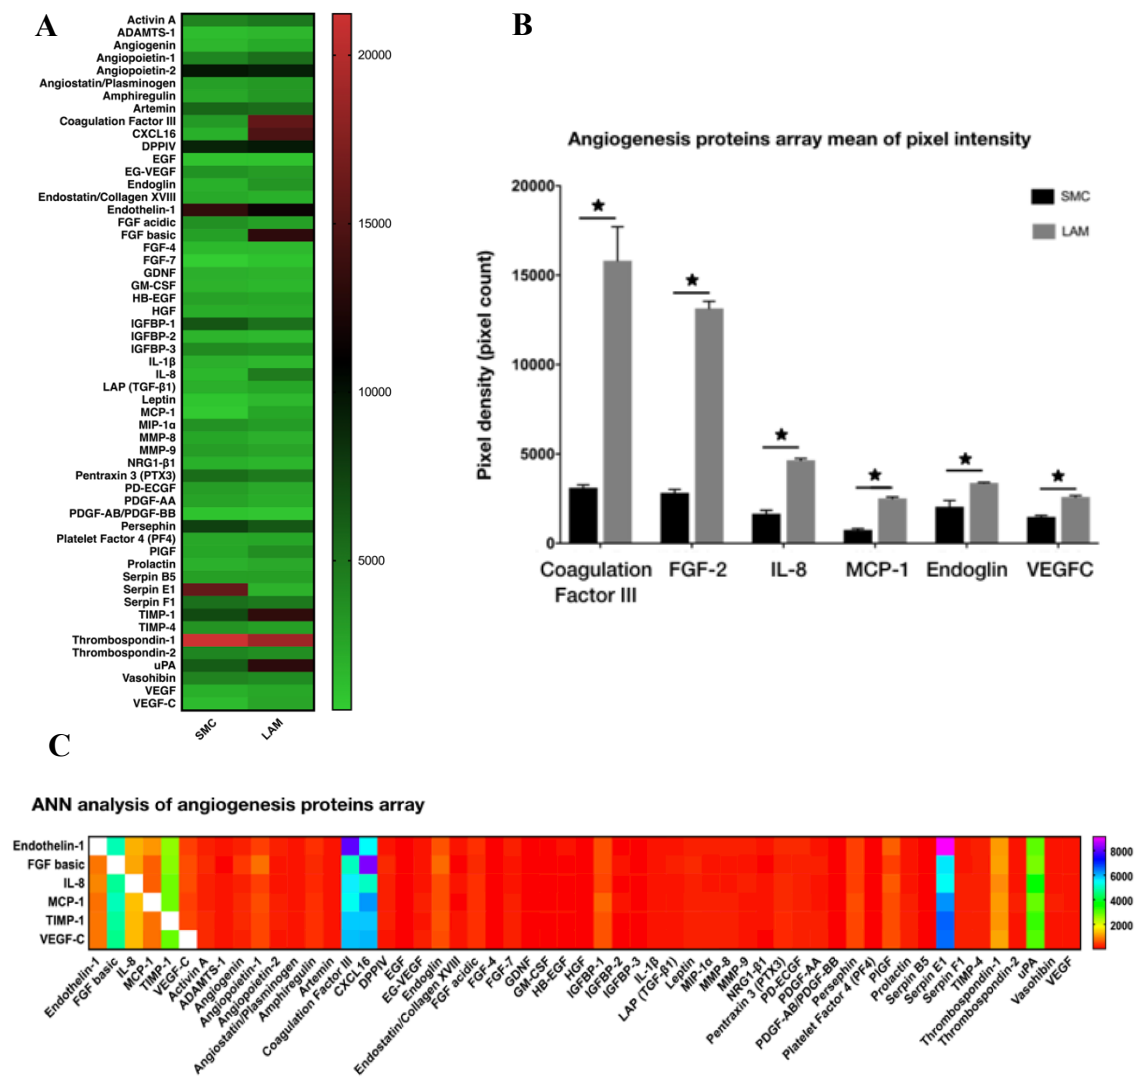 A
Activin A
ADAMTS-1
Angiogenin
Angiopoietin-1
Angiopoietin-2
Angiostatin/Plasminogen
Amphiregulin
Artemin
Coagulation Factor III
CXCL16
DPPIV
EGF
EG-VEGF
Endoglin
Endostatin/Collagen XVIII
Endothelin-1
FGF acidic
FGF basic
FGF-4
FGF-7
GDNF
GM-CSF
HB-EGF
HGF
IGFBP-1
IGFBP-2
IGFBP-3
IL-1β
IL-8
LAP (TGF-β1)
Leptin
MCP-1
MIP-1α
MMP-8
MMP-9
NRG1-β1
Pentraxin 3 (PTX3)
PD-ECGF
PDGF-AA
PDGF-AB/PDGF-BB
Persephin
Platelet Factor 4 (PF4)
PlGF
Prolactin
Serpin B5
Serpin E1
Serpin F1
TIMP-1
TIMP-4
Thrombospondin-1
Thrombospondin-2
uPA
Vasohibin
VEGF
VEGF-C
SMC
LAM
20000
15000
10000
5000
B
Angiogenesis proteins array mean of pixel intensity
Pixel density (pixel count)
20000
15000
10000
5000
0
SMC
LAM
Coagulation
Factor III
FGF-2
IL-8
MCP-1
Endoglin
VEGFC
C
ANN analysis of angiogenesis proteins array
Endothelin-1
FGF basic
IL-8
MCP-1
TIMP-1
VEGF-C
8000
6000
4000
2000
Endothelin-1
FGF basic
IL-8
MCP-1
TIMP-1
VEGF-C
Activin A
ADAMTS-1
Angiogenin
Angiopoietin-1
Angiopoietin-2
Angiostatin/Plasminogen
Amphiregulin
Artemin
Coagulation Factor III
CXCL16
DPPIV
EGF
EG-VEGF
Endoglin
Endostatin/Collagen XVIII
FGF acidic
FGF-4
FGF-7
GDNF
GM-CSF
HB-EGF
HGF
IGFBP-1
IGFBP-2
IGFBP-3
IL-1β
LAP (TGF-β1)
Leptin
MIP-1α
MMP-8
MMP-9
NRG1-β1
Pentraxin 3 (PTX3)
PD-ECGF
PDGF-AA
PDGF-AB/PDGF-BB
Persephin
Platelet Factor 4 (PF4)
PlGF
Prolactin
Serpin B5
Serpin E1
Serpin F1
TIMP-4
Thrombospondin-1
Thrombospondin-2
uPA
Vasohibin
VEGF